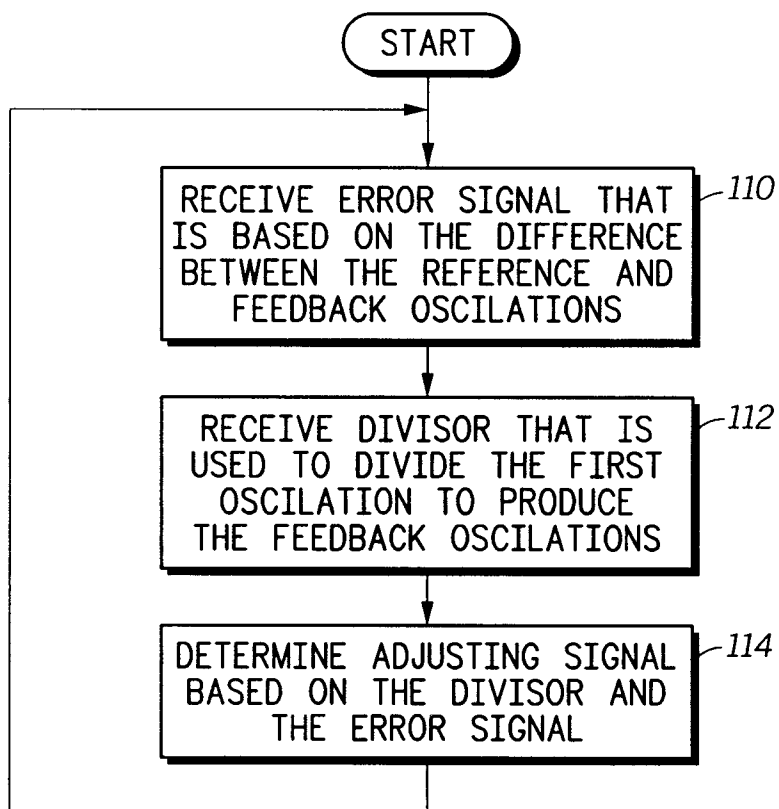 START
RECEIVE ERROR SIGNAL THAT
IS BASED ON THE DIFFERENCE
BETWEEN THE REFERENCE AND
FEEDBACK OSCILATIONS
110
RECEIVE DIVISOR THAT IS
USED TO DIVIDE THE FIRST
OSCILATION TO PRODUCE
THE FEEDBACK OSCILATIONS
112
DETERMINE ADJUSTING SIGNAL
BASED ON THE DIVISOR AND
THE ERROR SIGNAL
114